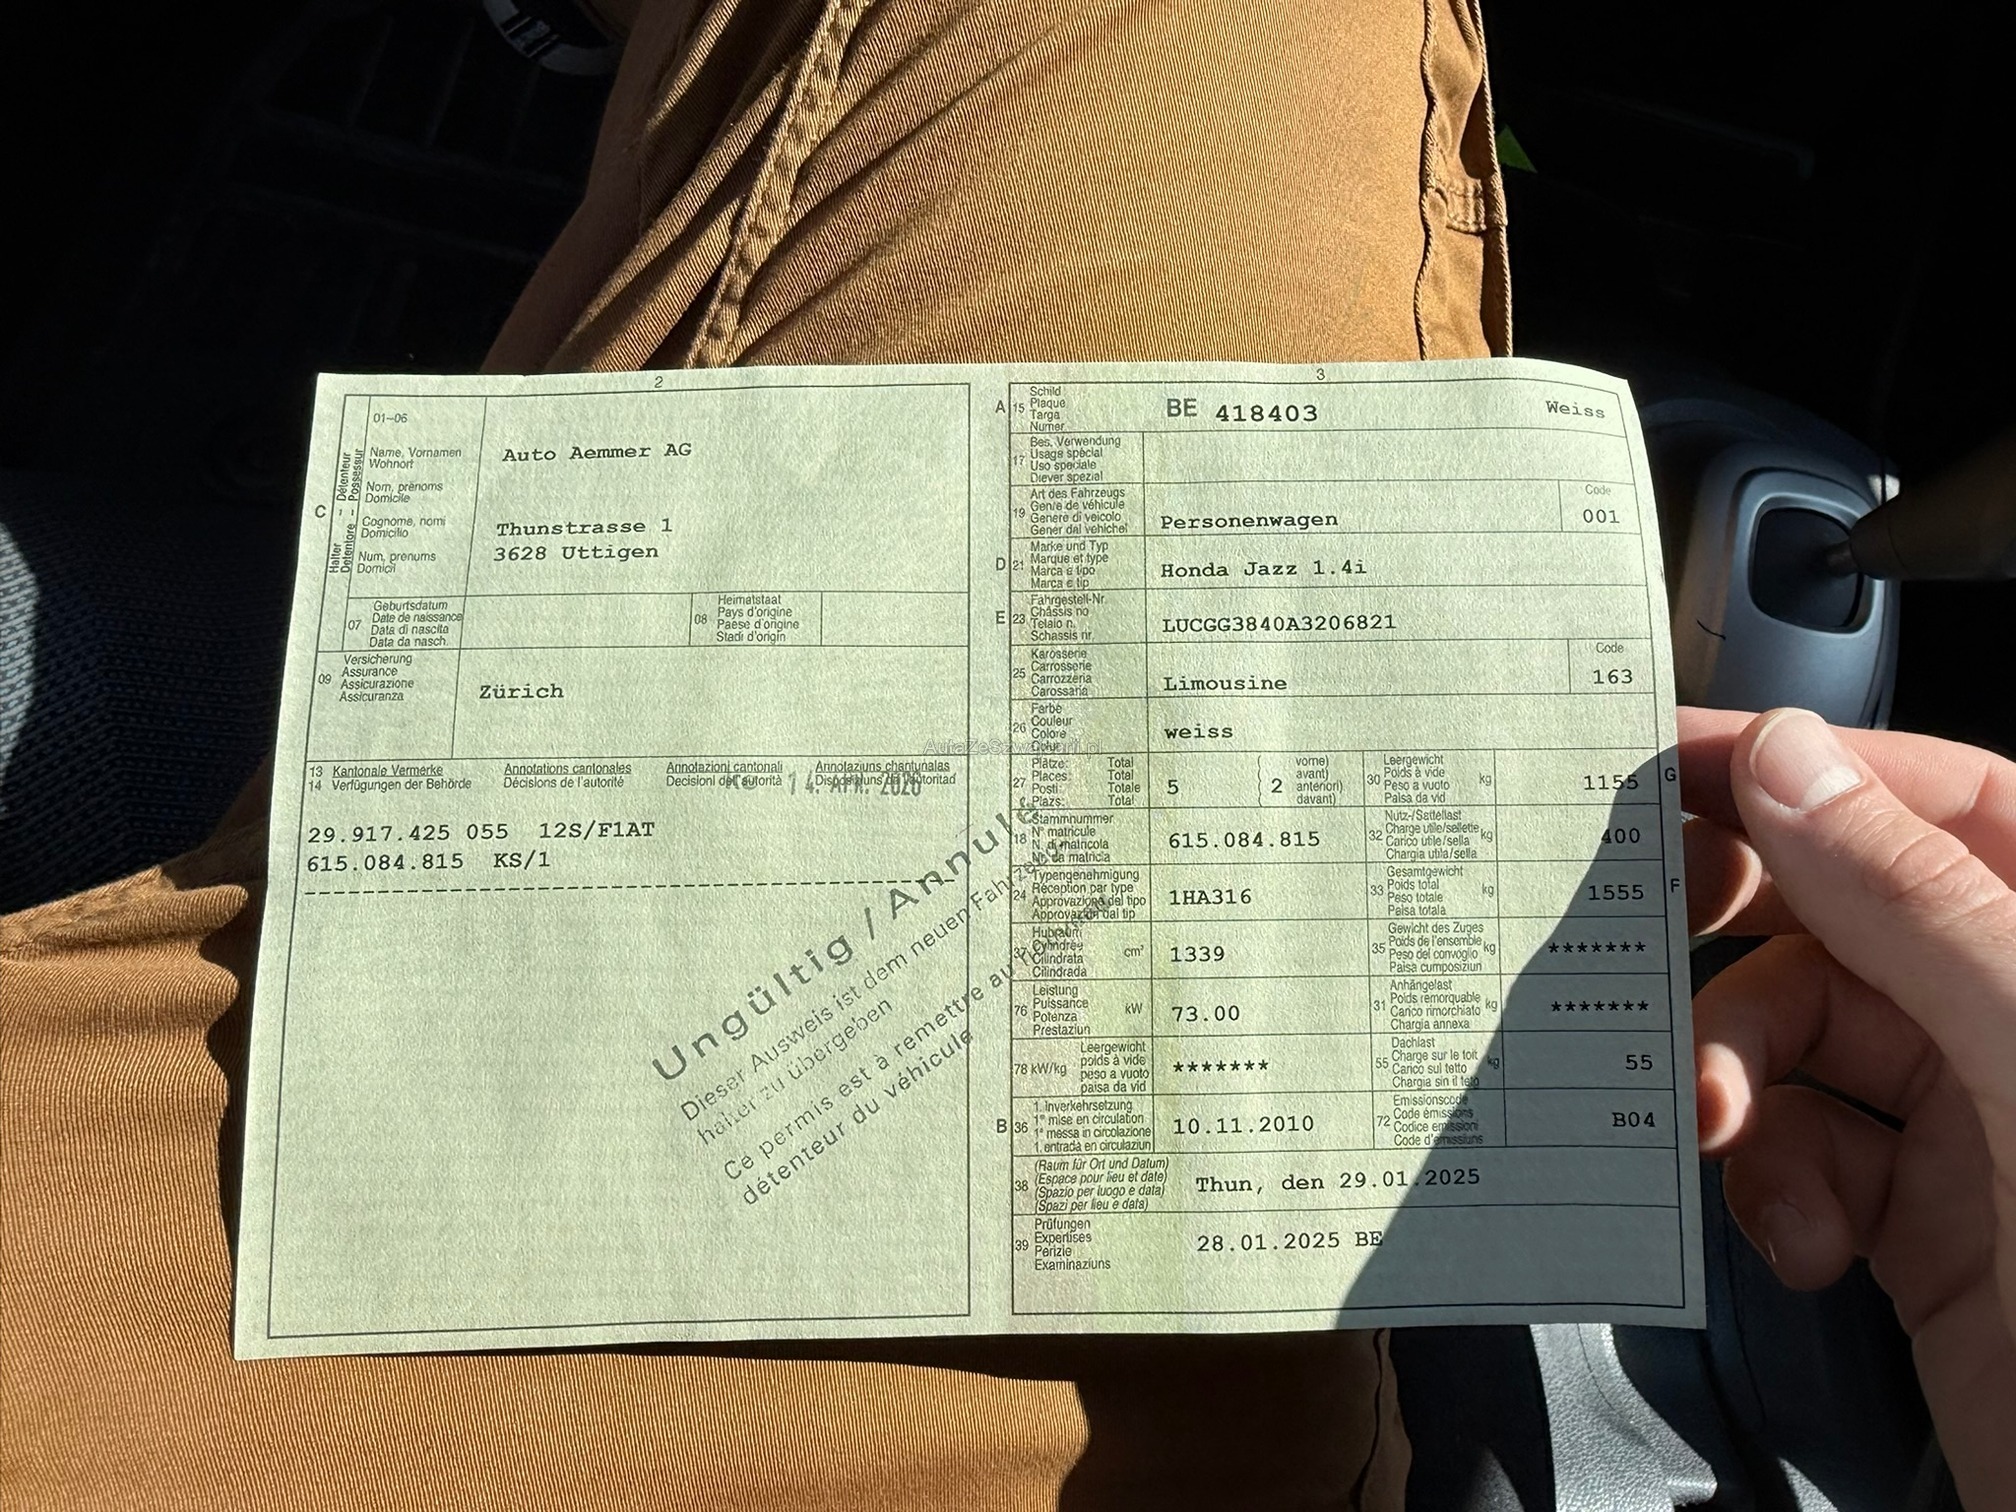 2
01–06
Halter
Détenteur
Detentore
Possessur
C
Name, Vornamen
Wohnort
Nom, prénoms
Domicile
Cognome, nomi
Domicilio
Num, prenums
Domicil
Auto Aemmer AG
Thunstrasse 1
3628 Uttigen
07
Geburtsdatum
Date de naissance
Data di nascita
Data da nasch.
08
Heimatstaat
Pays d'origine
Paese d'origine
Stadi d'origin
09
Versicherung
Assurance
Assicurazione
Assicuranza
Zürich
13 Kantonale Vermerke Annotations cantonales Annotazioni cantonali Annotaziuns chantunalas
14 Verfügungen der Behörde Décisions de l'autorité Decisioni dell'autorità Disposiziuns da l'autoritad
14. APR. 2026
29.917.425 055 12S/F1AT
615.084.815 KS/1
Ungültig / Annulé
Dieser Ausweis ist dem neuen Fahrzeug-
halter zu übergeben
Ce permis est à remettre au nouveau
détenteur du véhicule
AutaZeSzwajcarii.pl
3
A 15
Schild
Plaque
Targa
Numer
BE 418403 Weiss
17
Bes. Verwendung
Usage spécial
Uso speciale
Diever spezial
19
Art des Fahrzeugs
Genre de véhicule
Genere di veicolo
Gener dal vehichel
Personenwagen
Code
001
D 21
Marke und Typ
Marque et type
Marca e tipo
Marca e tip
Honda Jazz 1.4i
E 23
Fahrgestell-Nr.
Châssis no
Telaio n.
Schassis nr.
LUCGG3840A3206821
25
Karosserie
Carrosserie
Carrozzeria
Carossaria
Limousine
Code
163
26
Farbe
Couleur
Colore
Colur
weiss
27
Plätze: Total
Places: Total
Posti: Totale
Plazs: Total
5
2
vorne)
avant)
anteriori)
davant)
30
Leergewicht
Poids à vide
Peso a vuoto
Paisa da vid
kg
1155
G
18
Stammnummer
N° matricule
N. di matricola
Nr. da matricla
615.084.815
32
Nutz-/Sattellast
Charge utile/sellette
Carico utile/sella
Chargia utila/sella
kg
400
24
Typengenehmigung
Réception par type
Approvazione del tipo
Approvaziun dal tip
1HA316
33
Gesamtgewicht
Poids total
Peso totale
Paisa totala
kg
1555
F
37
Hubraum
Cylindrée
Cilindrata
Cilindrada
cm³
1339
35
Gewicht des Zuges
Poids de l'ensemble
Peso del convoglio
Paisa cumposiziun
kg
*******
76
Leistung
Puissance
Potenza
Prestaziun
kW
73.00
31
Anhängelast
Poids remorquable
Carico rimorchiato
Chargia annexa
kg
*******
78 kW/kg
Leergewicht
poids à vide
peso a vuoto
paisa da vid
*******
55
Dachlast
Charge sur le toit
Carico sul tetto
Chargia sin il tetg
kg
55
B 36
1. Inverkehrsetzung
1re mise en circulation
1a messa in circolazione
1. entrada en circulaziun
10.11.2010
72
Emissionscode
Code émissions
Codice emissioni
Code d'emissiuns
B04
38
(Raum für Ort und Datum)
(Espace pour lieu et date)
(Spazio per luogo e data)
(Spazi per lieu e data)
Thun, den 29.01.2025
39
Prüfungen
Expertises
Perizie
Examinaziuns
28.01.2025 BE